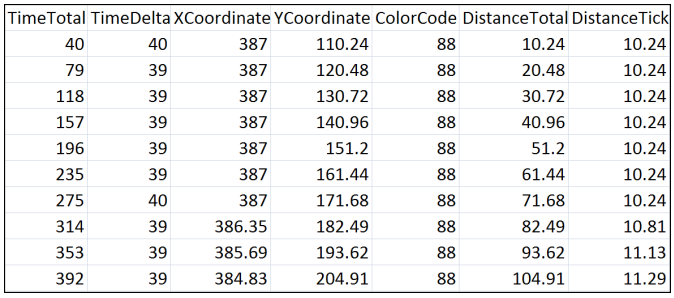 TimeTotal TimeDelta XCoordinate YCoordinate ColorCode DistanceTotal DistanceTick
40 40 387 110.24 88 10.24 10.24
79 39 387 120.48 88 20.48 10.24
118 39 387 130.72 88 30.72 10.24
157 39 387 140.96 88 40.96 10.24
196 39 387 151.2 88 51.2 10.24
235 39 387 161.44 88 61.44 10.24
275 40 387 171.68 88 71.68 10.24
314 39 386.35 182.49 88 82.49 10.81
353 39 385.69 193.62 88 93.62 11.13
392 39 384.83 204.91 88 104.91 11.29